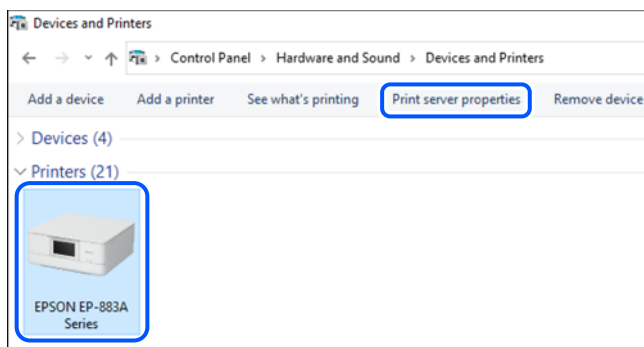 Devices and Printers
Control Panel > Hardware and Sound > Devices and Printers
Add a device Add a printer See what's printing Print server properties Remove device
Devices (4)
Printers (21)
EPSON EP-883A
Series